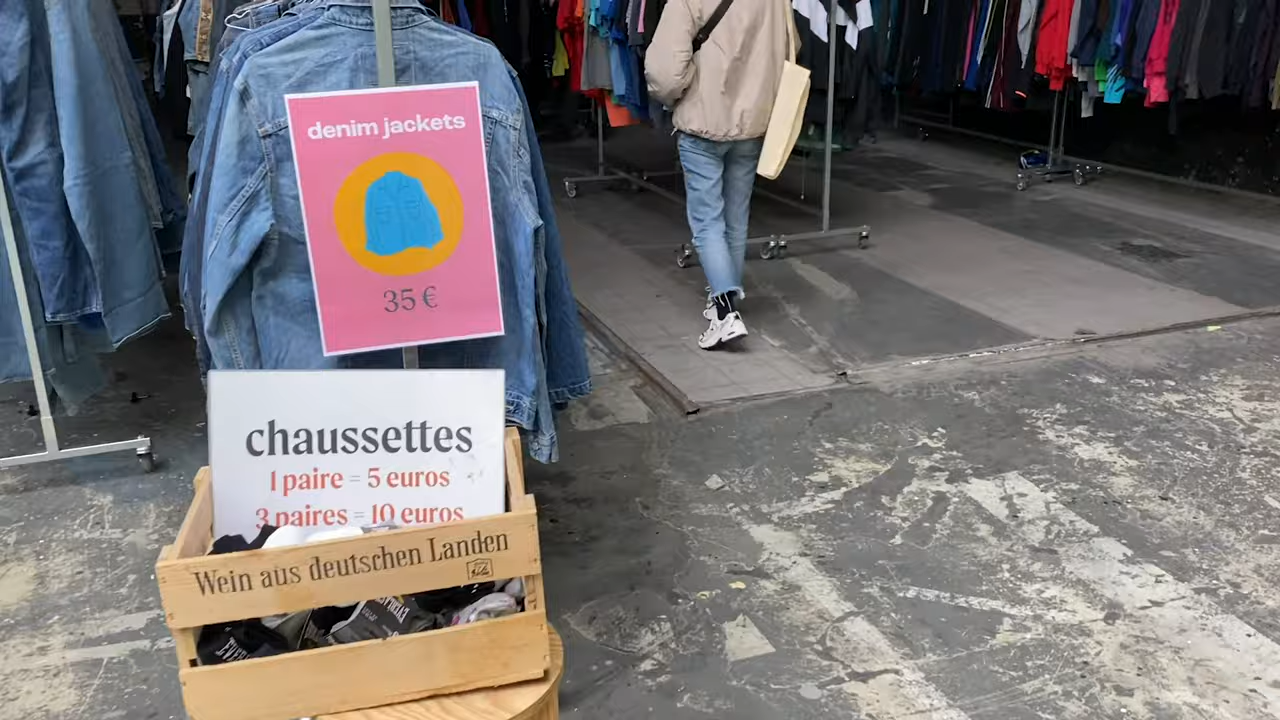 denim jackets
35 €
chaussettes
1 paire = 5 euros
3 paires = 10 euros
Wein aus deutschen Landen